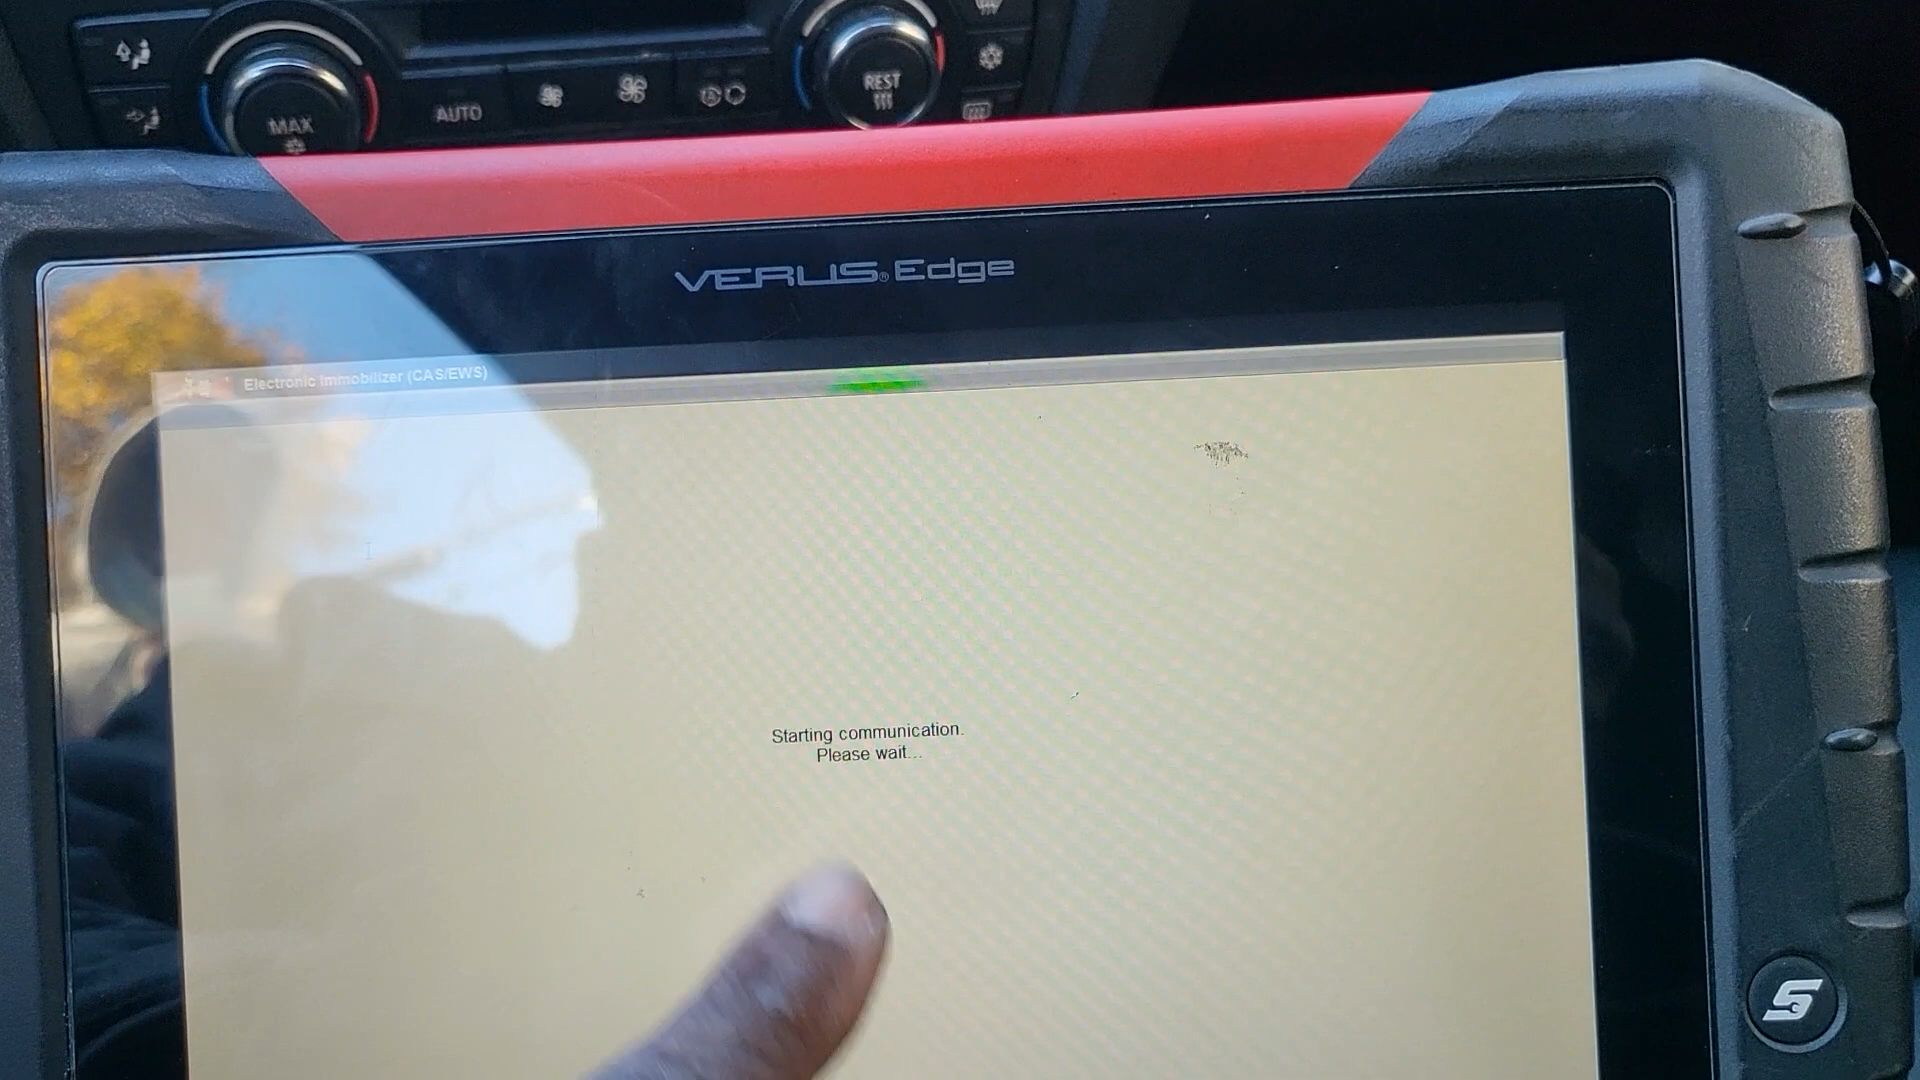 MAX
AUTO
REST
VERUS® Edge
Electronic Immobilizer (CAS/EWS)
Starting communication.
Please wait...
S